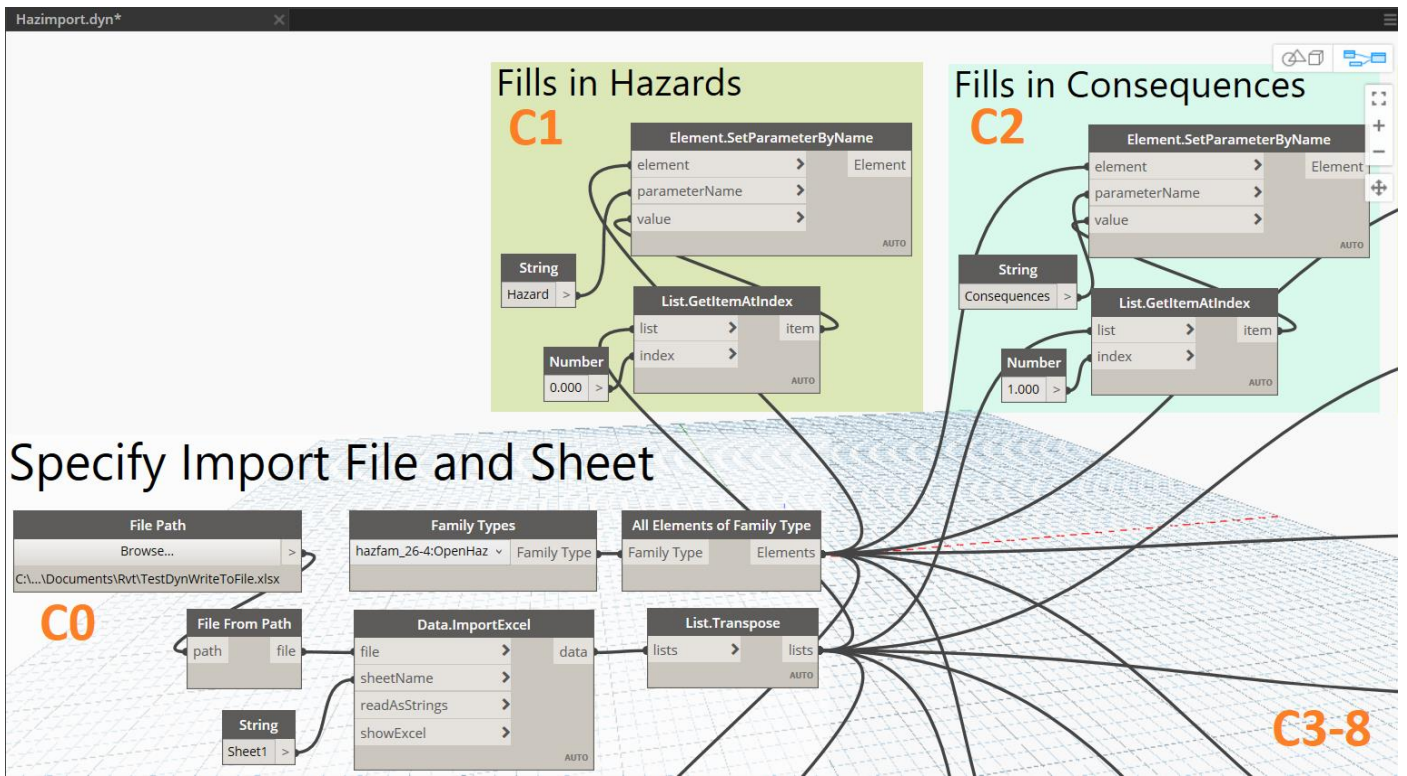 Hazimport.dyn*
Fills in Hazards
C1
Element.SetParameterByName
element > Element
parameterName >
value >
AUTO
String
Hazard >
List.GetItemAtIndex
list > item
index >
AUTO
Number
0.000 >
Fills in Consequences
C2
Element.SetParameterByName
element > Element
parameterName >
value >
AUTO
String
Consequences >
List.GetItemAtIndex
list > item
index >
AUTO
Number
1.000 >
Specify Import File and Sheet
File Path
Browse... >
C:\...\Documents\Rvt\TestDynWriteToFile.xlsx
Family Types
hazfam_26-4:OpenHaz Family Type
All Elements of Family Type
Family Type Elements
C0
File From Path
path file
Data.ImportExcel
file > data
sheetName >
readAsStrings >
showExcel >
AUTO
List.Transpose
lists > lists
AUTO
String
Sheet1 >
C3-8